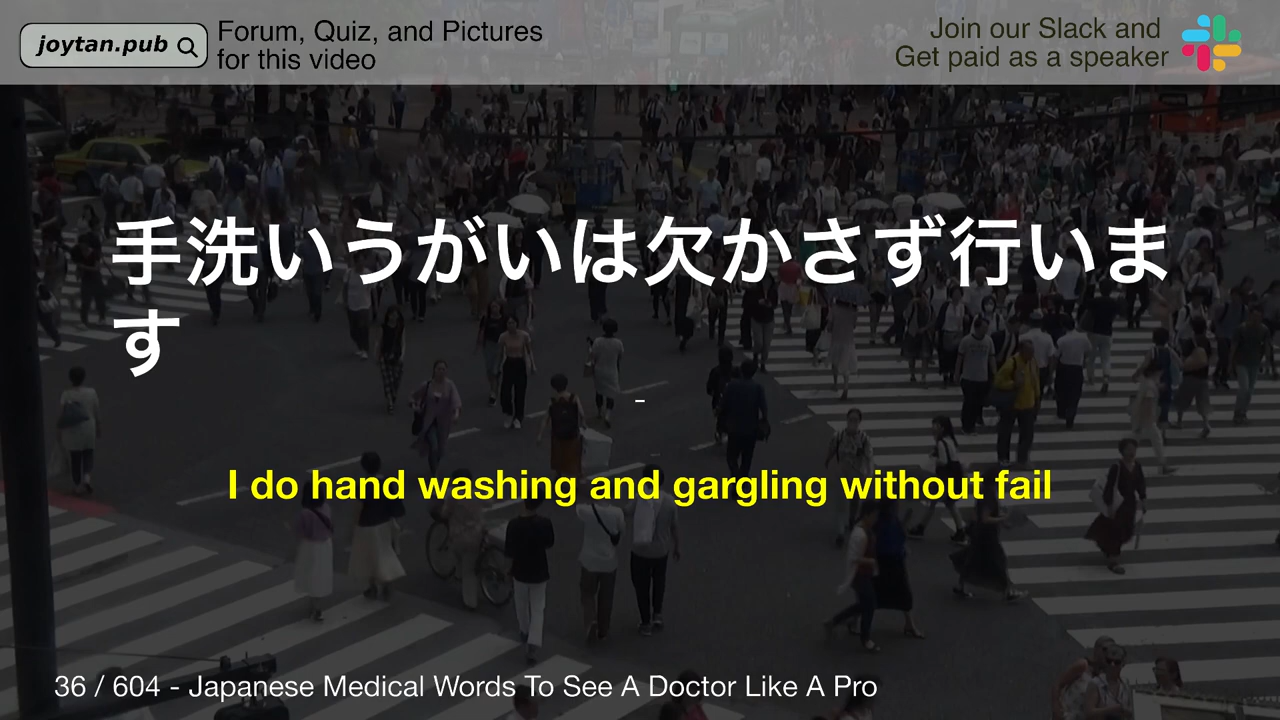 joytan.pub
Forum, Quiz, and Pictures
for this video
Join our Slack and
Get paid as a speaker
手洗いうがいは欠かさず行いま
す
-
I do hand washing and gargling without fail
36 / 604 - Japanese Medical Words To See A Doctor Like A Pro